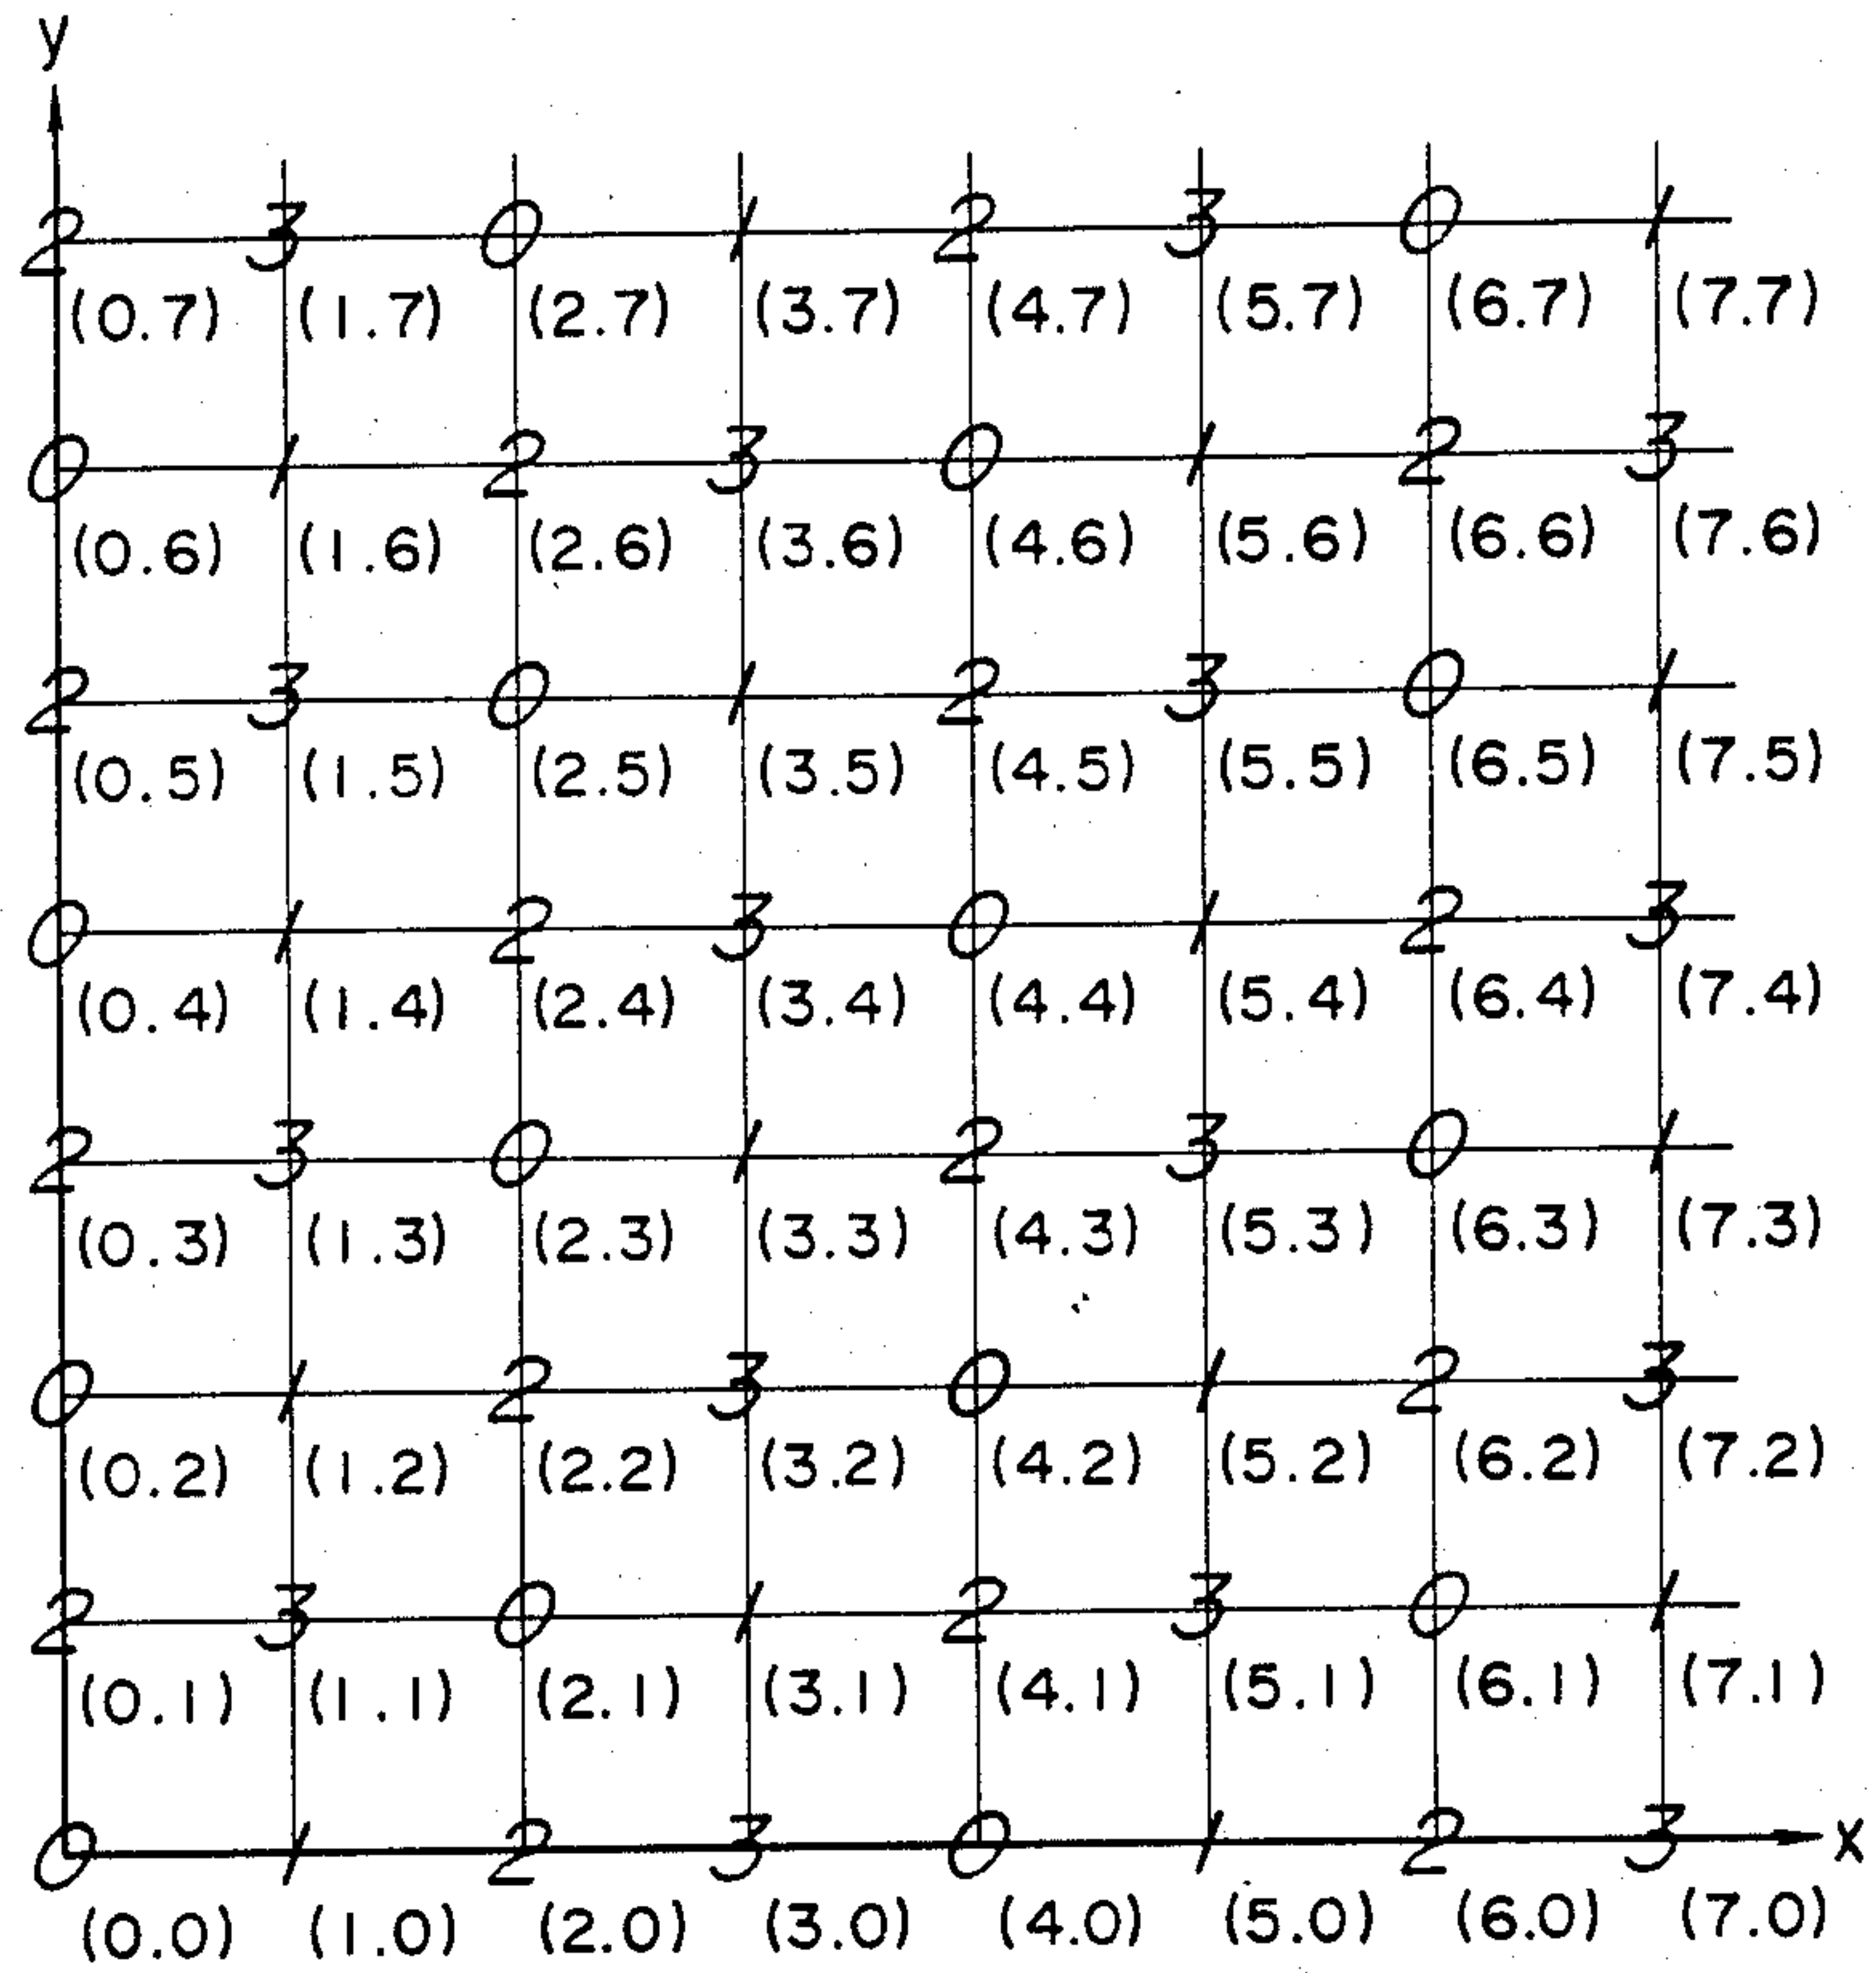 y
2 3 0 1 2 3 0 1
(0.7) (1.7) (2.7) (3.7) (4.7) (5.7) (6.7) (7.7)
0 1 2 3 0 1 2 3
(0.6) (1.6) (2.6) (3.6) (4.6) (5.6) (6.6) (7.6)
2 3 0 1 2 3 0 1
(0.5) (1.5) (2.5) (3.5) (4.5) (5.5) (6.5) (7.5)
0 1 2 3 0 1 2 3
(0.4) (1.4) (2.4) (3.4) (4.4) (5.4) (6.4) (7.4)
2 3 0 1 2 3 0 1
(0.3) (1.3) (2.3) (3.3) (4.3) (5.3) (6.3) (7.3)
0 1 2 3 0 1 2 3
(0.2) (1.2) (2.2) (3.2) (4.2) (5.2) (6.2) (7.2)
2 3 0 1 2 3 0 1
(0.1) (1.1) (2.1) (3.1) (4.1) (5.1) (6.1) (7.1)
0 1 2 3 0 1 2 3 x
(0.0) (1.0) (2.0) (3.0) (4.0) (5.0) (6.0) (7.0)